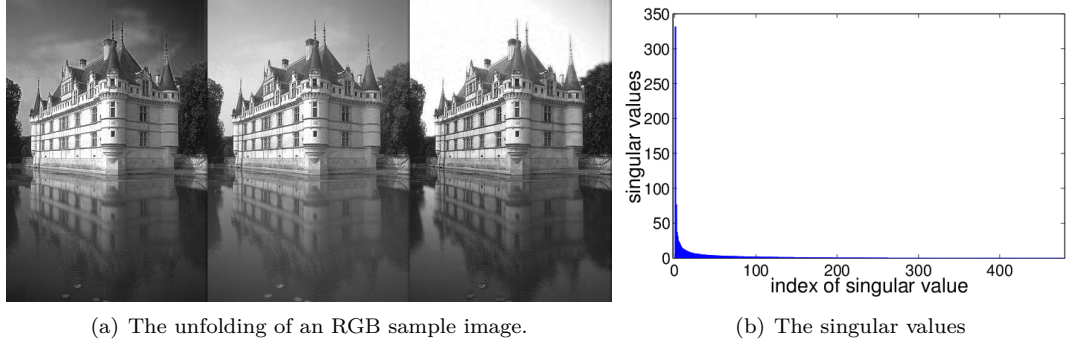 350
300
250
200
150
100
50
0
singular values
0 100 200 300 400
index of singular value
(a) The unfolding of an RGB sample image.
(b) The singular values